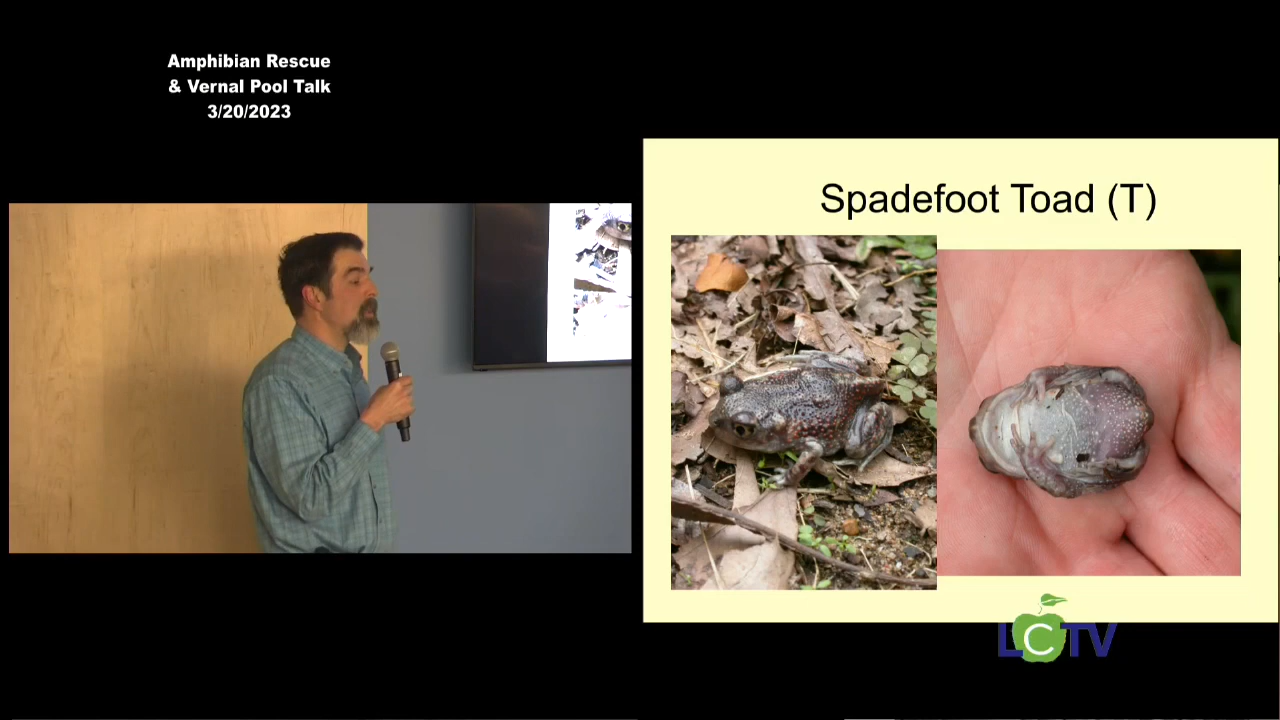 Amphibian Rescue
& Vernal Pool Talk
3/20/2023
Spadefoot Toad (T)
LCTV